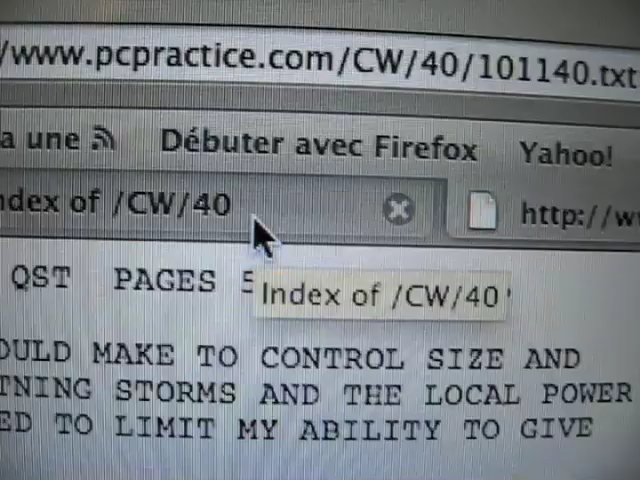 /www.pcpractice.com/CW/40/101140.txt
a une Débuter avec Firefox Yahoo!
ndex of /CW/40 http://w
QST PAGES
Index of /CW/40
OULD MAKE TO CONTROL SIZE AND
TNING STORMS AND THE LOCAL POWER
ED TO LIMIT MY ABILITY TO GIVE